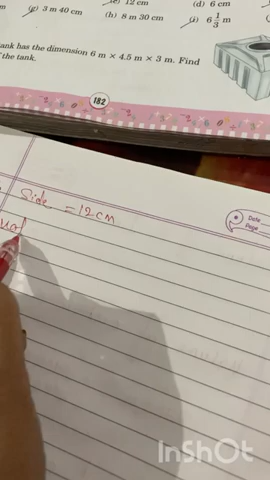 (e) 12 cm
(d) 6 cm
(g) 3 m 40 cm
(h) 8 m 30 cm
(i) 6 1/3 m
tank has the dimension 6 m × 4.5 m × 3 m. Find
the tank.
182
Side = 12 cm
Date
Page
InShOt